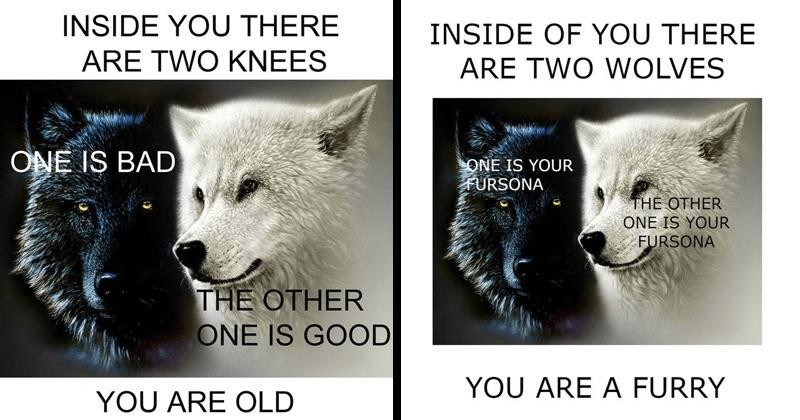 INSIDE YOU THERE
ARE TWO KNEES
ONE IS BAD
THE OTHER
ONE IS GOOD
YOU ARE OLD
INSIDE OF YOU THERE
ARE TWO WOLVES
ONE IS YOUR
FURSONA
THE OTHER
ONE IS YOUR
FURSONA
YOU ARE A FURRY